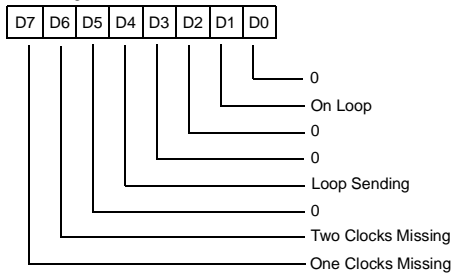 D7 D6 D5 D4 D3 D2 D1 D0
0
On Loop
0
0
Loop Sending
0
Two Clocks Missing
One Clocks Missing